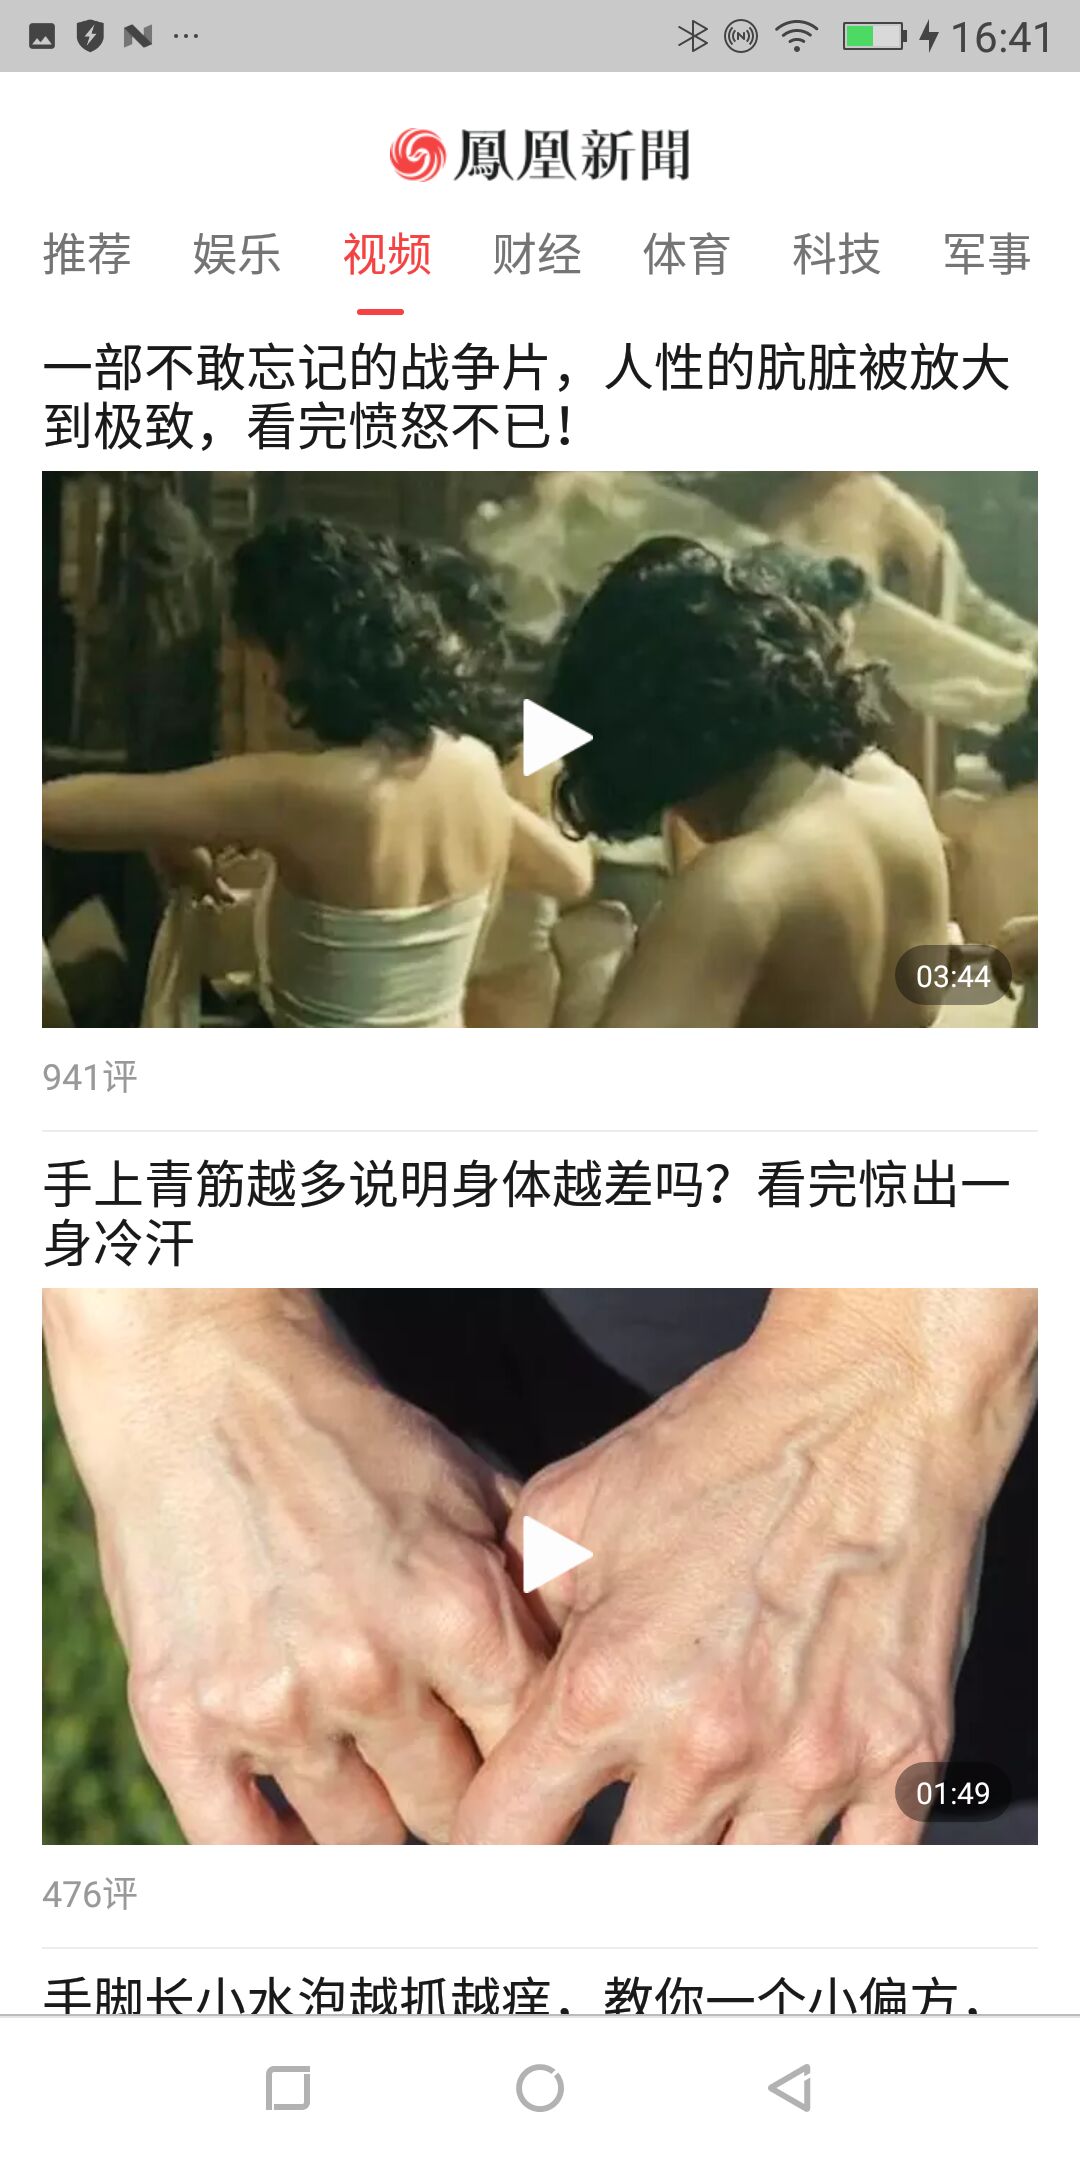 16:41
鳳凰新聞
推荐 娱乐 视频 财经 体育 科技 军事
一部不敢忘记的战争片，人性的肮脏被放大
到极致，看完愤怒不已！
03:44
941评
手上青筋越多说明身体越差吗？看完惊出一
身冷汗
01:49
476评
手脚长小水泡越抓越痒，教你一个小偏方，